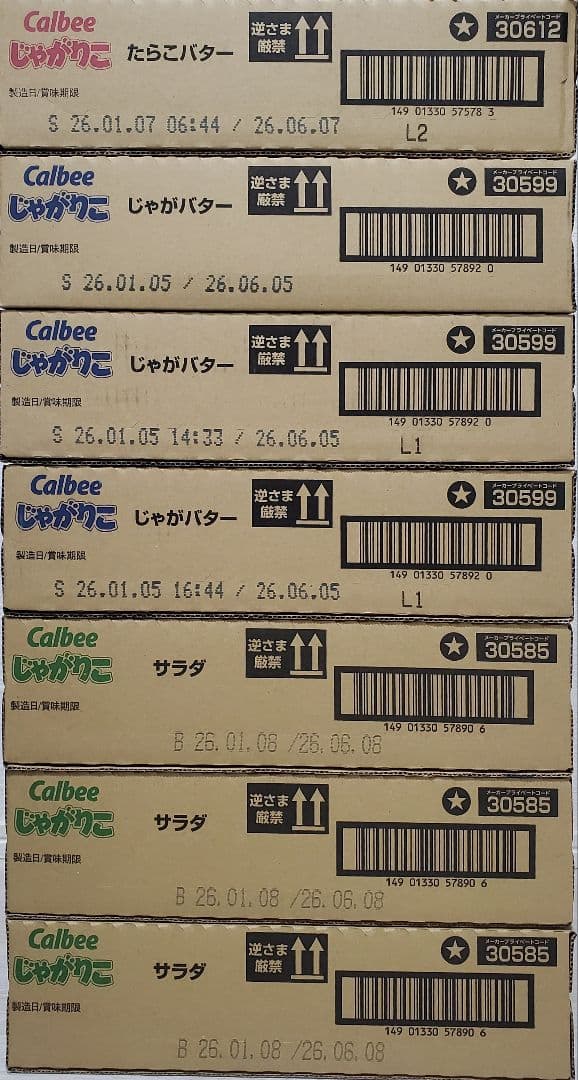 Calbee
じゃがりこ たらこバター
逆さま
厳禁
メーカープライベートコード
30612
製造日/賞味期限
149 01330 57578 3
S 26.01.07 06:44 / 26.06.07
L2
Calbee
じゃがりこ じゃがバター
逆さま
厳禁
メーカープライベートコード
30599
製造日/賞味期限
149 01330 57892 0
S 26.01.05 / 26.06.05
Calbee
じゃがりこ じゃがバター
逆さま
厳禁
メーカープライベートコード
30599
製造日/賞味期限
149 01330 57892 0
S 26.01.05 14:33 / 26.06.05
L1
Calbee
じゃがりこ じゃがバター
逆さま
厳禁
メーカープライベートコード
30599
製造日/賞味期限
149 01330 57892 0
S 26.01.05 16:44 / 26.06.05
L1
Calbee
じゃがりこ サラダ
逆さま
厳禁
メーカープライベートコード
30585
製造日/賞味期限
149 01330 57890 6
B 26.01.08 /26.06.08
Calbee
じゃがりこ サラダ
逆さま
厳禁
メーカープライベートコード
30585
製造日/賞味期限
149 01330 57890 6
B 26.01.08 /26.06.08
Calbee
じゃがりこ サラダ
逆さま
厳禁
メーカープライベートコード
30585
製造日/賞味期限
149 01330 57890 6
B 26.01.08 /26.06.08